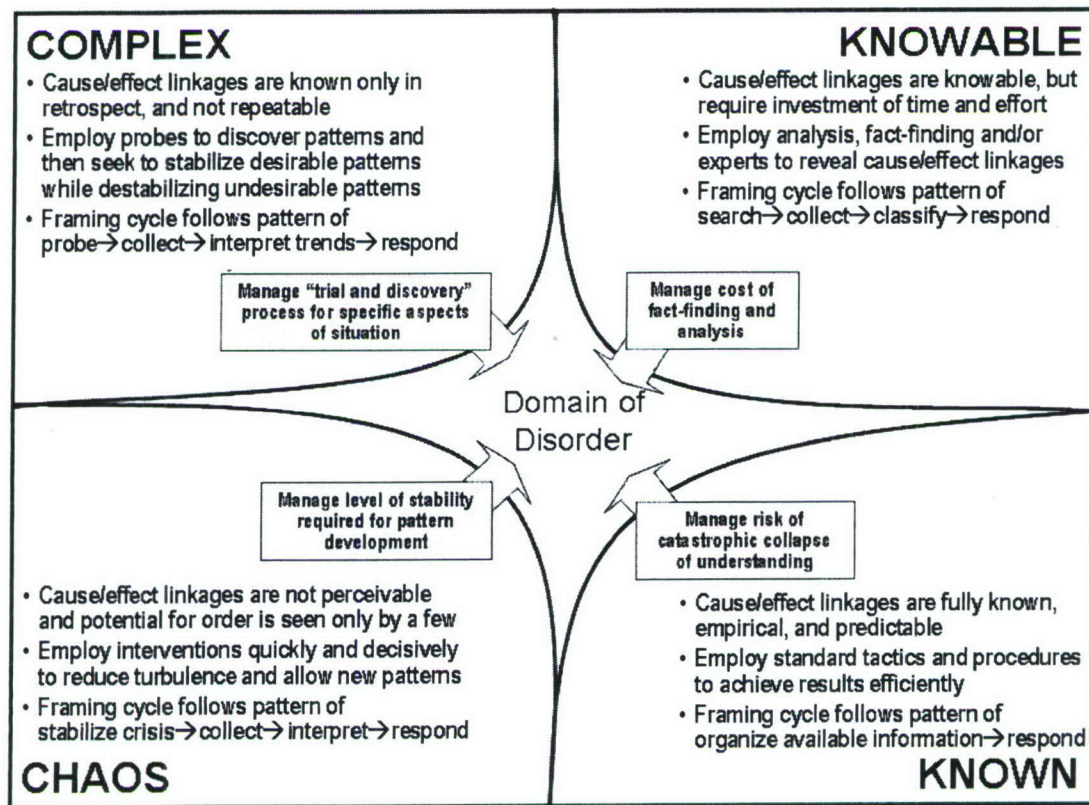 COMPLEX
• Cause/effect linkages are known only in
retrospect, and not repeatable
• Employ probes to discover patterns and
then seek to stabilize desirable patterns
while destabilizing undesirable patterns
• Framing cycle follows pattern of
probe→collect→interpret trends→respond
KNOWABLE
• Cause/effect linkages are knowable, but
require investment of time and effort
• Employ analysis, fact-finding and/or
experts to reveal cause/effect linkages
• Framing cycle follows pattern of
search→collect→classify→respond
Manage “trial and discovery”
process for specific aspects
of situation
Manage cost of
fact-finding and
analysis
Domain of
Disorder
Manage level of stability
required for pattern
development
Manage risk of
catastrophic collapse
of understanding
• Cause/effect linkages are not perceivable
and potential for order is seen only by a few
• Employ interventions quickly and decisively
to reduce turbulence and allow new patterns
• Framing cycle follows pattern of
stabilize crisis→collect→interpret→respond
CHAOS
• Cause/effect linkages are fully known,
empirical, and predictable
• Employ standard tactics and procedures
to achieve results efficiently
• Framing cycle follows pattern of
organize available information→respond
KNOWN